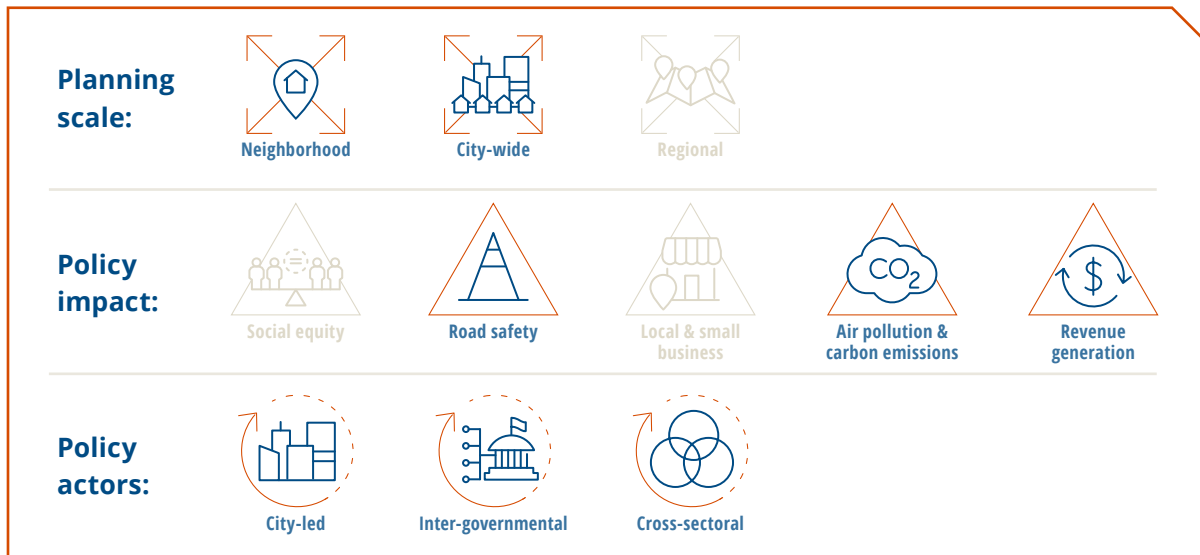 Planning
scale:
Neighborhood
City-wide
Regional
Policy
impact:
CO2
$
Social equity
Road safety
Local & small
business
Air pollution &
carbon emissions
Revenue
generation
Policy
actors:
City-led
Inter-governmental
Cross-sectoral